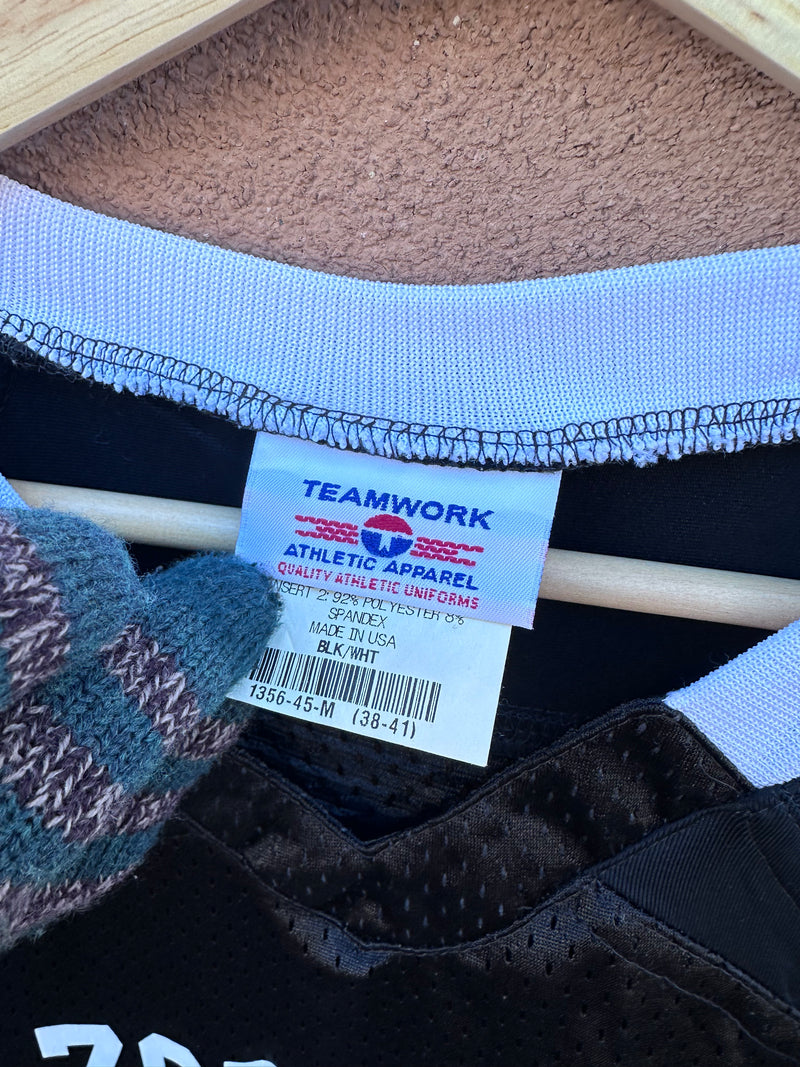 TEAMWORK
ATHLETIC APPAREL
QUALITY ATHLETIC UNIFORMS
INSERT 2: 92% POLYESTER 8%
SPANDEX
MADE IN USA
BLK/WHT
1356-45-M (38-41)